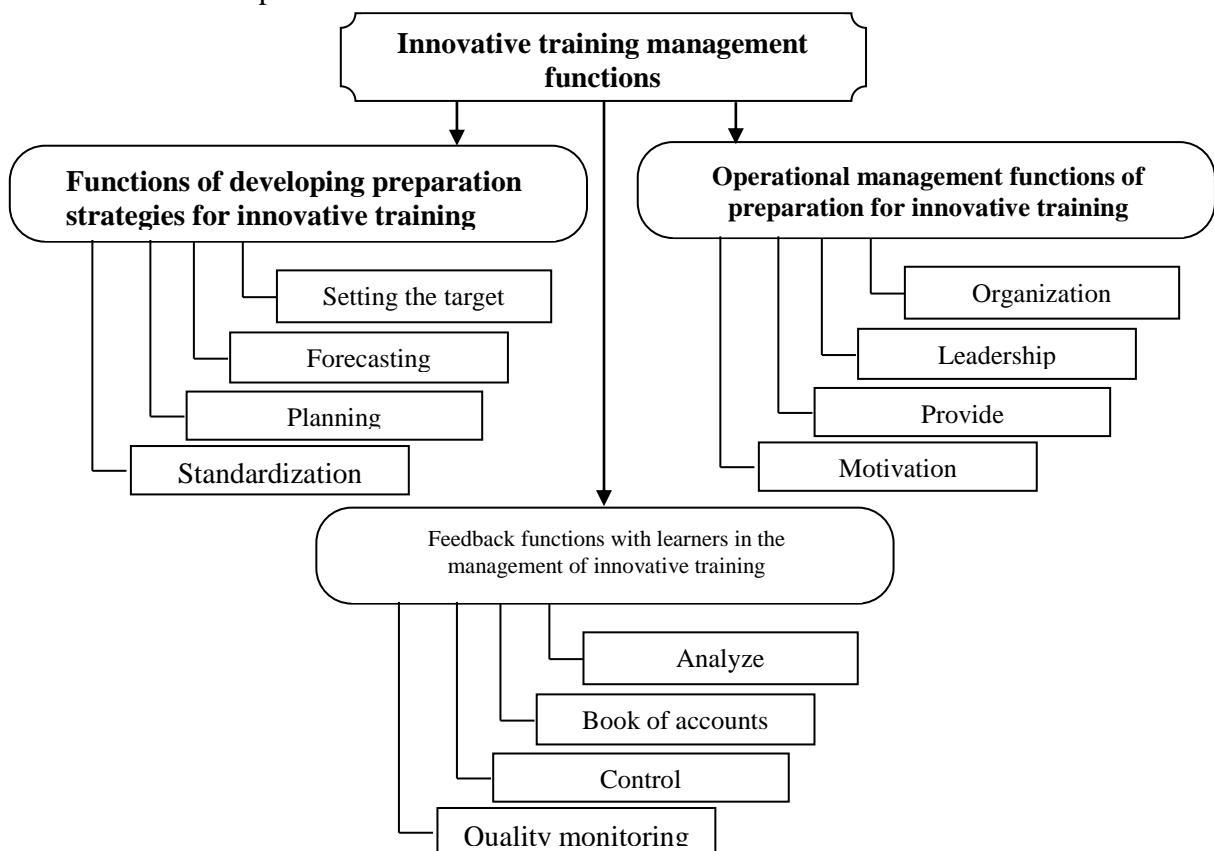 Innovative training management
functions
Functions of developing preparation
strategies for innovative training
Setting the target
Forecasting
Planning
Standardization
Operational management functions of
preparation for innovative training
Organization
Leadership
Provide
Motivation
Feedback functions with learners in the
management of innovative training
Analyze
Book of accounts
Control
Quality monitoring